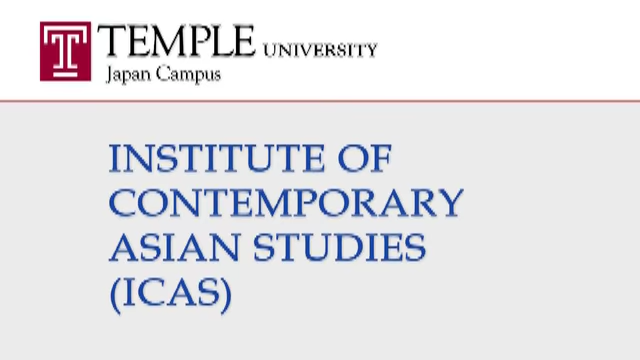 TEMPLE UNIVERSITY
Japan Campus
INSTITUTE OF
CONTEMPORARY
ASIAN STUDIES
(ICAS)